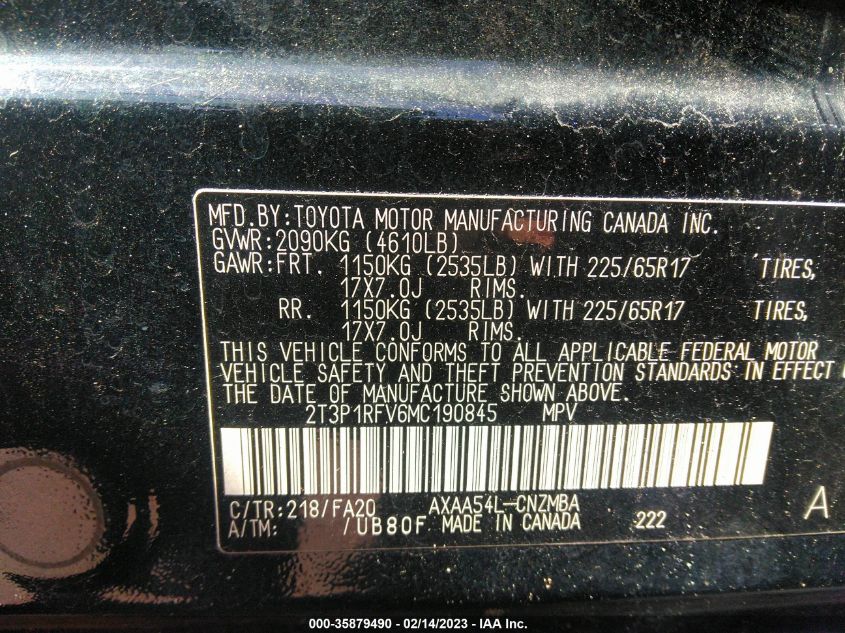 MFD.BY:TOYOTA MOTOR MANUFACTURING CANADA INC.
GVWR:2090KG (4610LB)
GAWR:FRT. 1150KG (2535LB) WITH 225/65R17 TIRES,
17X7.0J RIMS.
RR. 1150KG (2535LB) WITH 225/65R17 TIRES,
17X7.0J RIMS.
THIS VEHICLE CONFORMS TO ALL APPLICABLE FEDERAL MOTOR
VEHICLE SAFETY AND THEFT PREVENTION STANDARDS IN EFFECT
THE DATE OF MANUFACTURE SHOWN ABOVE.
2T3P1RFV6MC190845 MPV
C/TR:218/FA20 AXAA54L-CNZMBA A
A/TM: /UB80F MADE IN CANADA 222
000-35879490 - 02/14/2023 - IAA Inc.